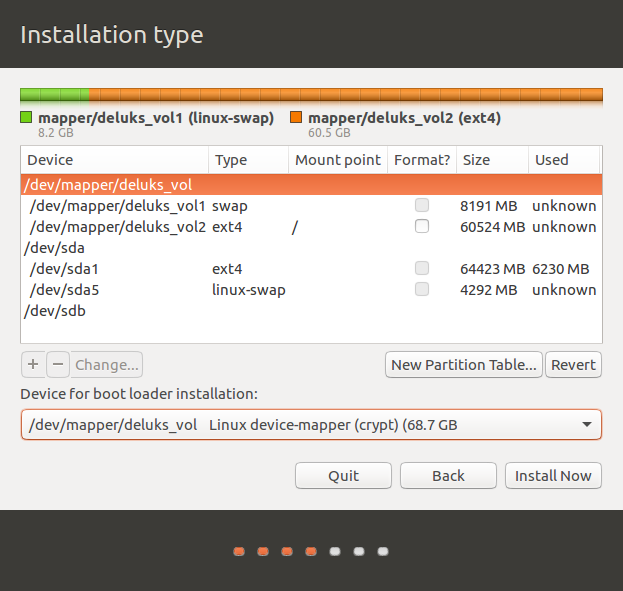 Installation type
mapper/deluks_vol1 (linux-swap) mapper/deluks_vol2 (ext4)
8.2 GB 60.5 GB
Device Type Mount point Format? Size Used
/dev/mapper/deluks_vol
/dev/mapper/deluks_vol1 swap 8191 MB unknown
/dev/mapper/deluks_vol2 ext4 / 60524 MB unknown
/dev/sda
/dev/sda1 ext4 64423 MB 6230 MB
/dev/sda5 linux-swap 4292 MB unknown
/dev/sdb
+ − Change... New Partition Table... Revert
Device for boot loader installation:
/dev/mapper/deluks_vol Linux device-mapper (crypt) (68.7 GB
Quit Back Install Now